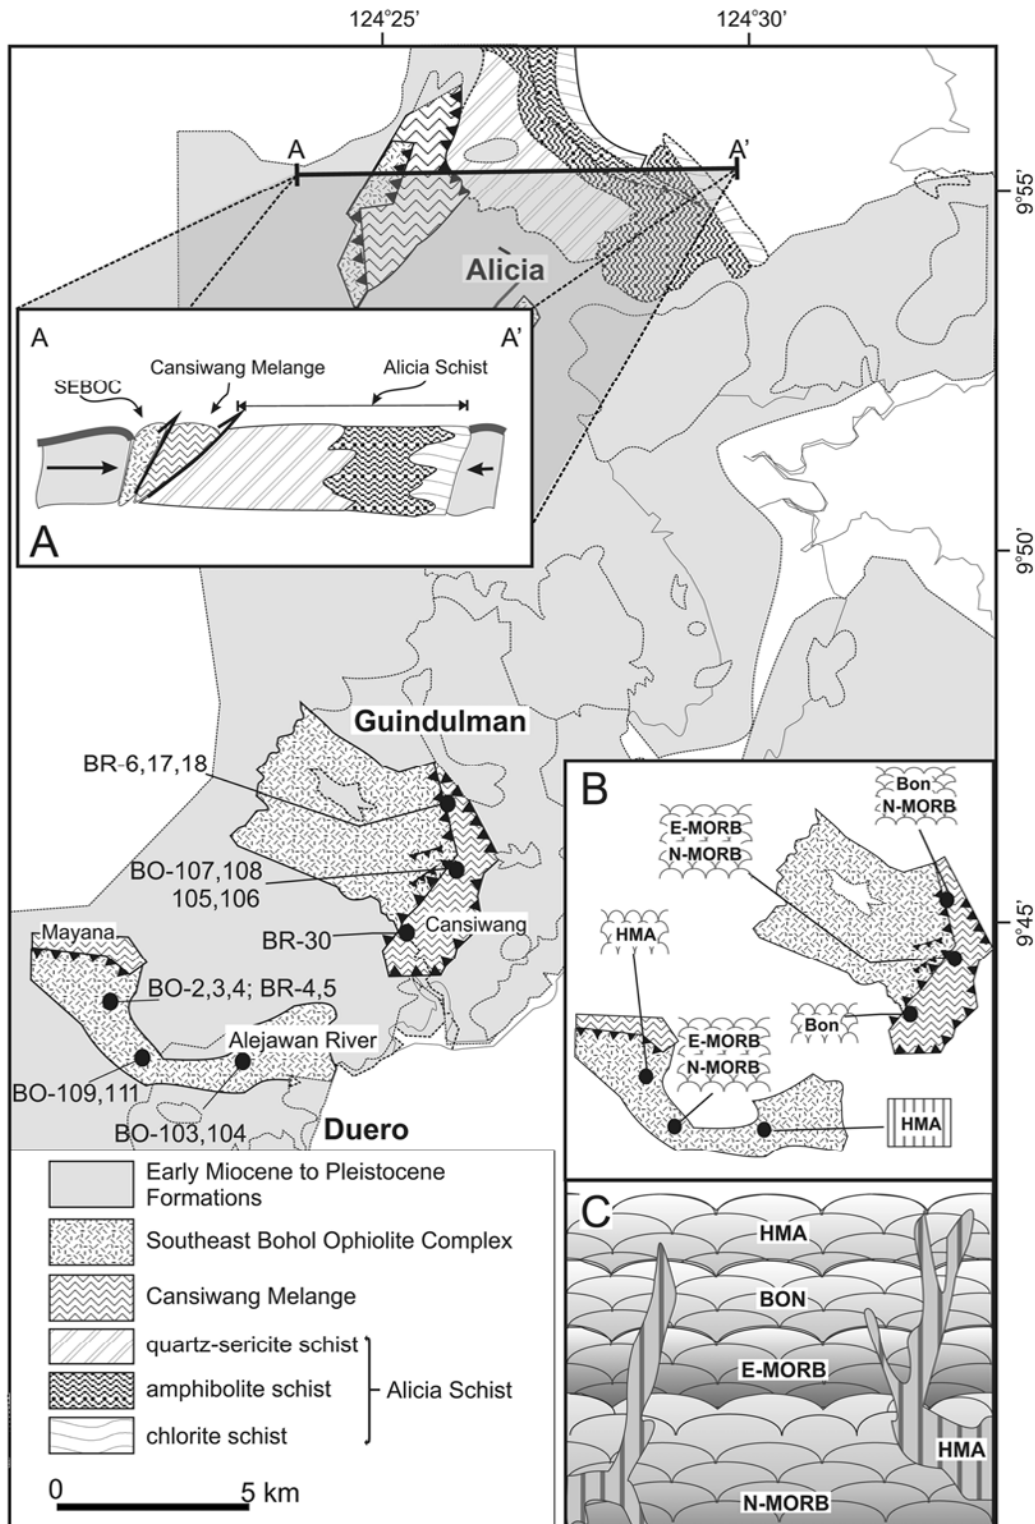 124°25'
124°30'
A
A'
9°55'
Alicia
A
A'
Cansiwang Melange
Alicia Schist
SEBOC
A
9°50'
Guindulman
BR-6,17,18
BO-107,108
105,106
BR-30
Cansiwang
Mayana
BO-2,3,4; BR-4,5
Alejawan River
BO-109,111
BO-103,104
Duero
9°45'
B
Bon
N-MORB
E-MORB
N-MORB
HMA
Bon
E-MORB
N-MORB
HMA
Early Miocene to Pleistocene
Formations
Southeast Bohol Ophiolite Complex
Cansiwang Melange
quartz-sericite schist
amphibolite schist
Alicia Schist
chlorite schist
0
5 km
C
HMA
BON
E-MORB
HMA
N-MORB